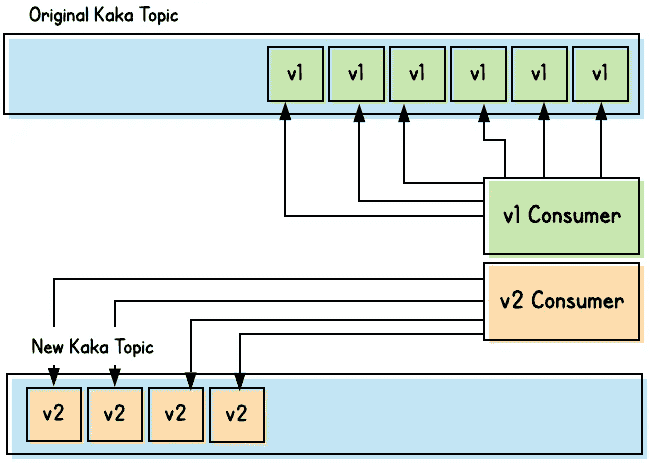 Original Kaka Topic
v1 v1 v1 v1 v1 v1
v1 Consumer
v2 Consumer
New Kaka Topic
v2 v2 v2 v2